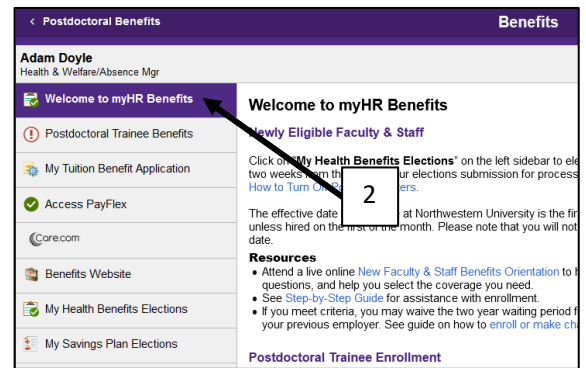 < Postdoctoral Benefits
Benefits
Adam Doyle
Health & Welfare/Absence Mgr
Welcome to myHR Benefits
Postdoctoral Trainee Benefits
My Tuition Benefit Application
Access PayFlex
Care.com
Benefits Website
My Health Benefits Elections
My Savings Plan Elections
Welcome to myHR Benefits
Newly Eligible Faculty & Staff
Click on "My Health Benefits Elections" on the left sidebar to ele
two weeks from th ur elections submission for process
How to Turn O ers.
The effective date at Northwestern University is the fir
unless hired on the first of the month. Please note that you will not
date.
Resources
• Attend a live online New Faculty & Staff Benefits Orientation to h
questions, and help you select the coverage you need.
• See Step-by-Step Guide for assistance with enrollment.
• If you meet criteria, you may waive the two year waiting period f
your previous employer. See guide on how to enroll or make ch
Postdoctoral Trainee Enrollment
2